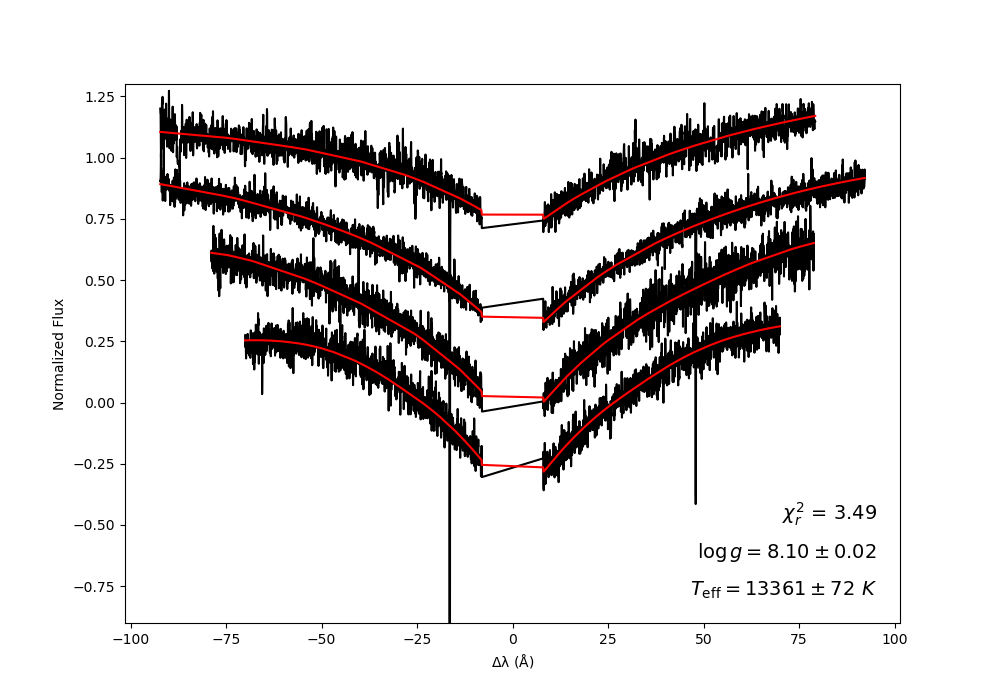 1.25
1.00
0.75
0.50
0.25
0.00
−0.25
−0.50
−0.75
Normalized Flux
χ²ᵣ = 3.49
log g = 8.10 ± 0.02
T_eff = 13361 ± 72 K
−100 −75 −50 −25 0 25 50 75 100
Δλ (Å)